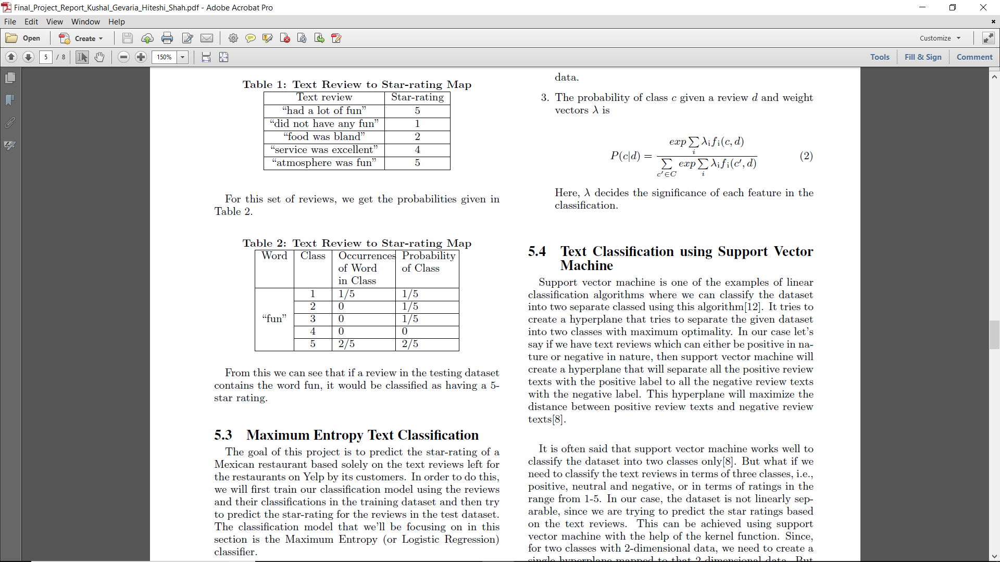 Final_Project_Report_Kushal_Gevaria_Hiteshi_Shah.pdf - Adobe Acrobat Pro
File Edit View Window Help
Open Create Customize
5 / 8 150% Tools Fill & Sign Comment
Table 1: Text Review to Star-rating Map
Text review Star-rating
“had a lot of fun” 5
“did not have any fun” 1
“food was bland” 2
“service was excellent” 4
“atmosphere was fun” 5
For this set of reviews, we get the probabilities given in
Table 2.
Table 2: Text Review to Star-rating Map
Word Class Occurrences Probability
of Word of Class
in Class
“fun”
1 1/5 1/5
2 0 1/5
3 0 1/5
4 0 0
5 2/5 2/5
From this we can see that if a review in the testing dataset
contains the word fun, it would be classified as having a 5-
star rating.
5.3 Maximum Entropy Text Classification
The goal of this project is to predict the star-rating of a
Mexican restaurant based solely on the text reviews left for
the restaurants on Yelp by its customers. In order to do this,
we will first train our classification model using the reviews
and their classifications in the training dataset and then try
to predict the star-rating for the reviews in the test dataset.
The classification model that we'll be focusing on in this
section is the Maximum Entropy (or Logistic Regression)
classifier.
data.
3. The probability of class c given a review d and weight
vectors λ is
exp ∑ λᵢfᵢ(c, d)
i
P(c|d) = (2)
∑ exp ∑ λᵢfᵢ(c′, d)
c′∈C i
Here, λ decides the significance of each feature in the
classification.
5.4 Text Classification using Support Vector
Machine
Support vector machine is one of the examples of linear
classification algorithms where we can classify the dataset
into two separate classed using this algorithm[12]. It tries to
create a hyperplane that tries to separate the given dataset
into two classes with maximum optimality. In our case let's
say if we have text reviews which can either be positive in na-
ture or negative in nature, then support vector machine will
create a hyperplane that will separate all the positive review
texts with the positive label to all the negative review texts
with the negative label. This hyperplane will maximize the
distance between positive review texts and negative review
texts[8].
It is often said that support vector machine works well to
classify the dataset into two classes only[8]. But what if we
need to classify the text reviews in terms of three classes, i.e.,
positive, neutral and negative, or in terms of ratings in the
range from 1-5. In our case, the dataset is not linearly sep-
arable, since we are trying to predict the star ratings based
on the text reviews. This can be achieved using support
vector machine with the help of the kernel function. Since,
for two classes with 2-dimensional data, we need to create a
single hyperplane mapped to that 2-dimensional data. But